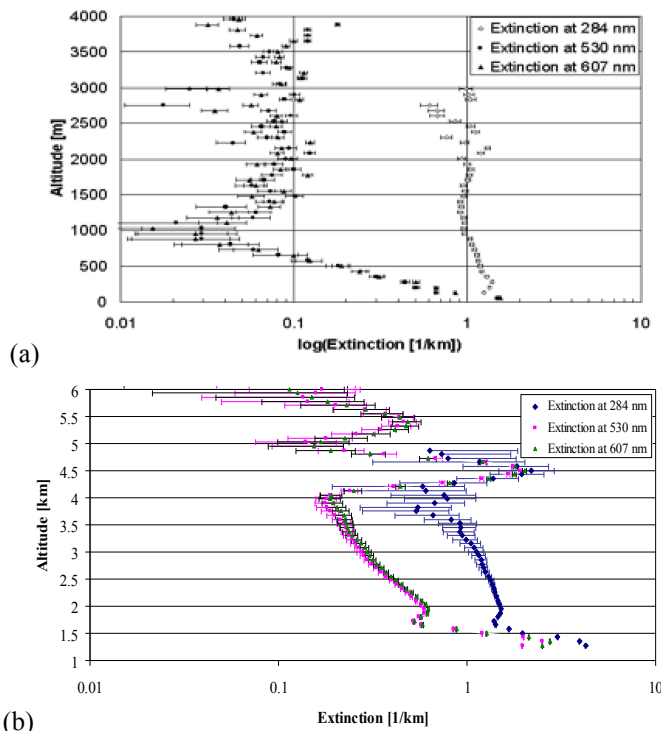 4000
3500
3000
2500
2000
1500
1000
500
0
Altitude [m]
Extinction at 284 nm
Extinction at 530 nm
Extinction at 607 nm
0.01 0.1 1 10
log(Extinction [1/km])
(a)
6
5.5
5
4.5
4
3.5
3
2.5
2
1.5
1
Altitude [km]
Extinction at 284 nm
Extinction at 530 nm
Extinction at 607 nm
0.01 0.1 1 10
Extinction [1/km]
(b)